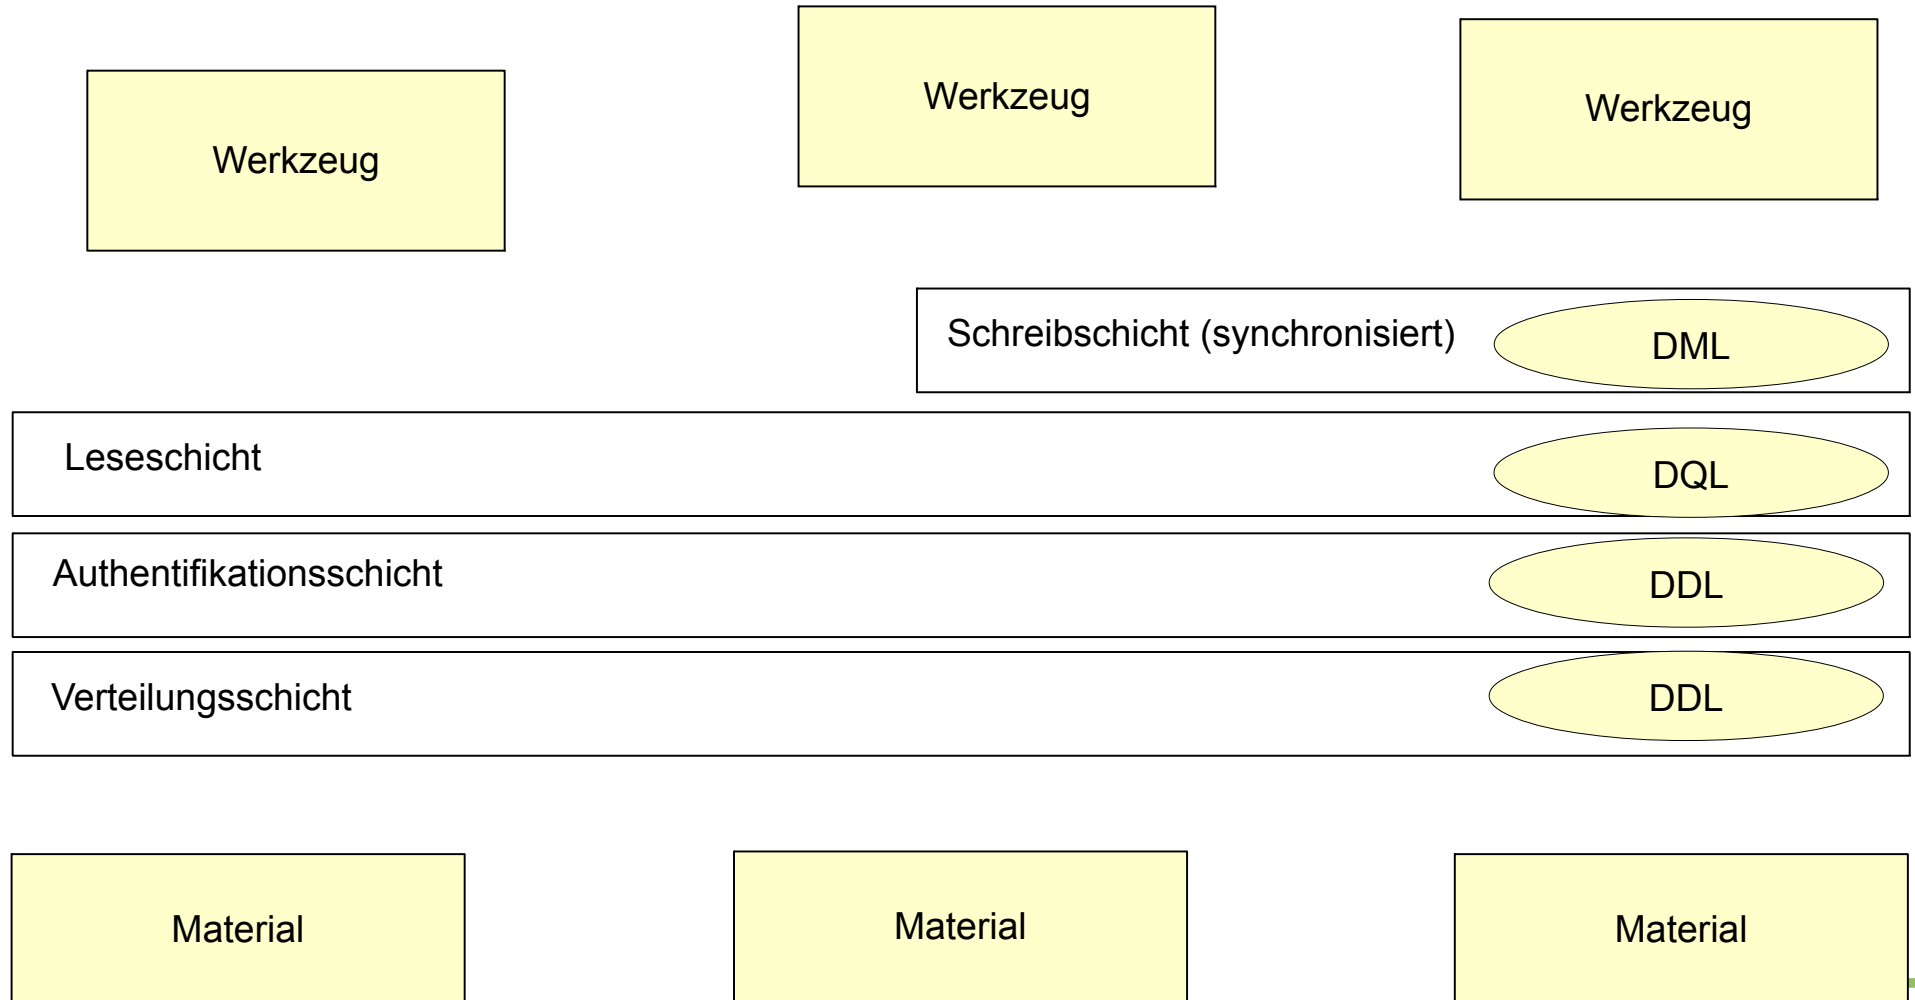 Werkzeug
Werkzeug
Werkzeug
Schreibschicht (synchronisiert)
DML
Leseschicht
DQL
Authentifikationsschicht
DDL
Verteilungsschicht
DDL
Material
Material
Material